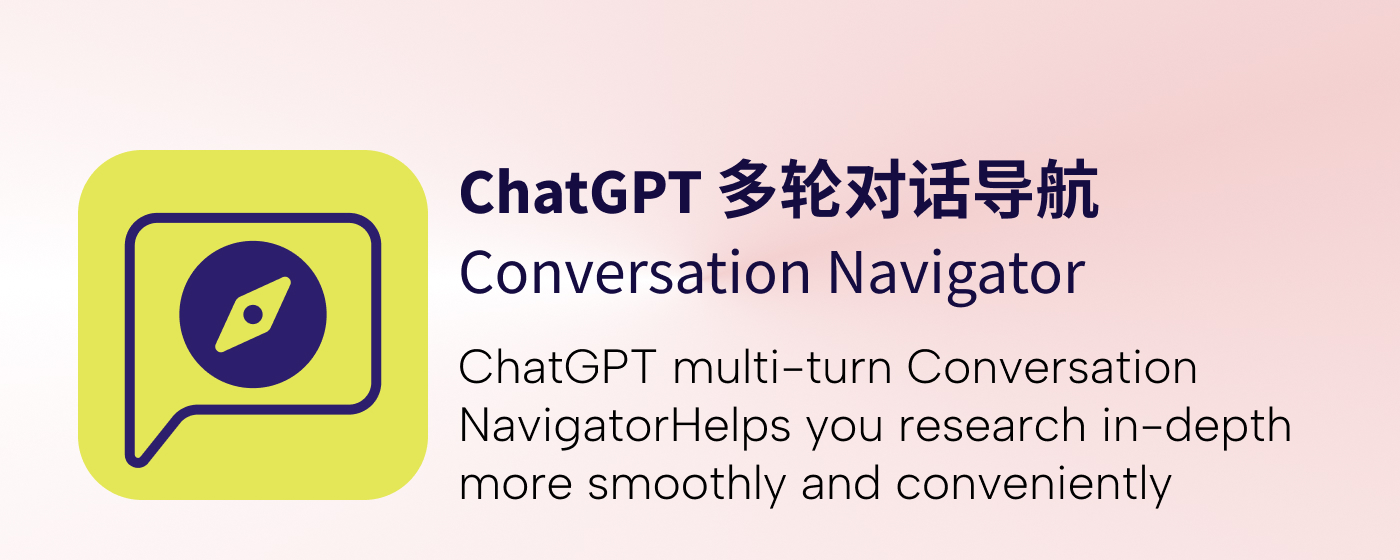 ChatGPT 多轮对话导航
Conversation Navigator
ChatGPT multi-turn Conversation
NavigatorHelps you research in-depth
more smoothly and conveniently